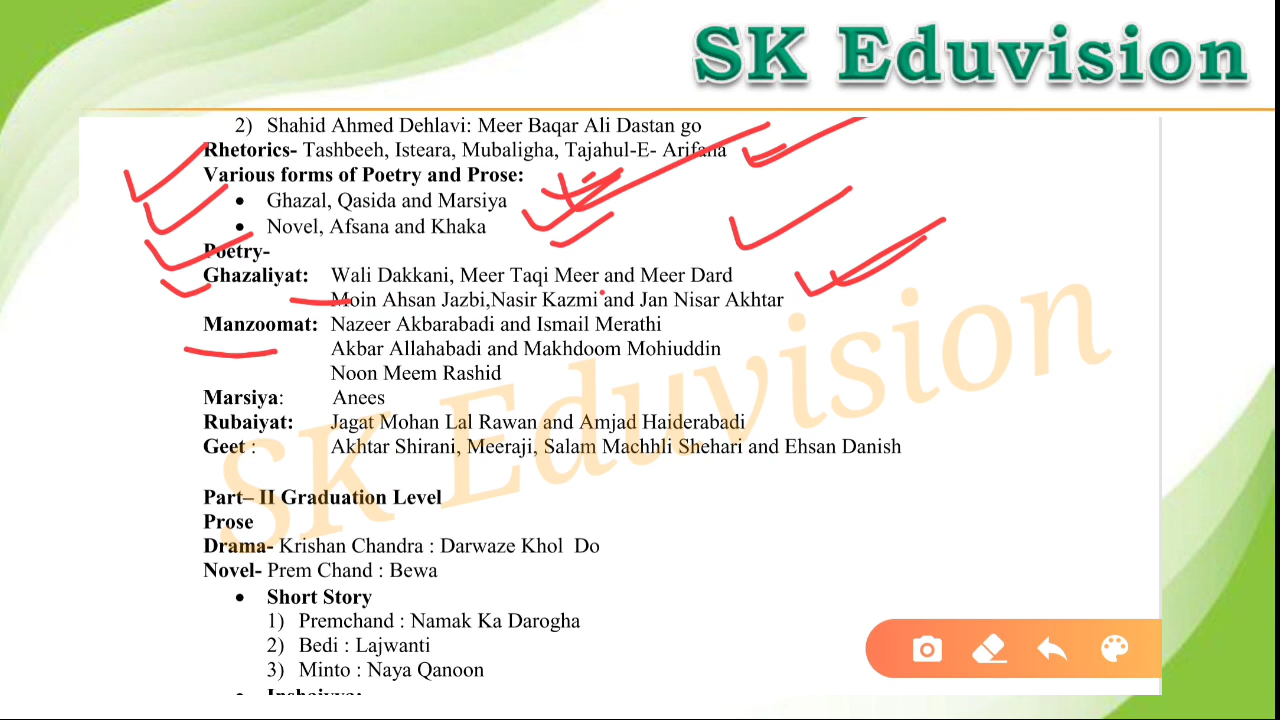 SK Eduvision
2) Shahid Ahmed Dehlavi: Meer Baqar Ali Dastan go
Rhetorics- Tashbeeh, Isteara, Mubaligha, Tajahul-E- Arifana
Various forms of Poetry and Prose:
• Ghazal, Qasida and Marsiya
• Novel, Afsana and Khaka
Poetry-
Ghazaliyat: Wali Dakkani, Meer Taqi Meer and Meer Dard
Moin Ahsan Jazbi,Nasir Kazmi and Jan Nisar Akhtar
Manzoomat: Nazeer Akbarabadi and Ismail Merathi
Akbar Allahabadi and Makhdoom Mohiuddin
Noon Meem Rashid
Marsiya: Anees
Rubaiyat: Jagat Mohan Lal Rawan and Amjad Haiderabadi
Geet : Akhtar Shirani, Meeraji, Salam Machhli Shehari and Ehsan Danish
SK Eduvision
Part– II Graduation Level
Prose
Drama- Krishan Chandra : Darwaze Khol Do
Novel- Prem Chand : Bewa
• Short Story
1) Premchand : Namak Ka Darogha
2) Bedi : Lajwanti
3) Minto : Naya Qanoon